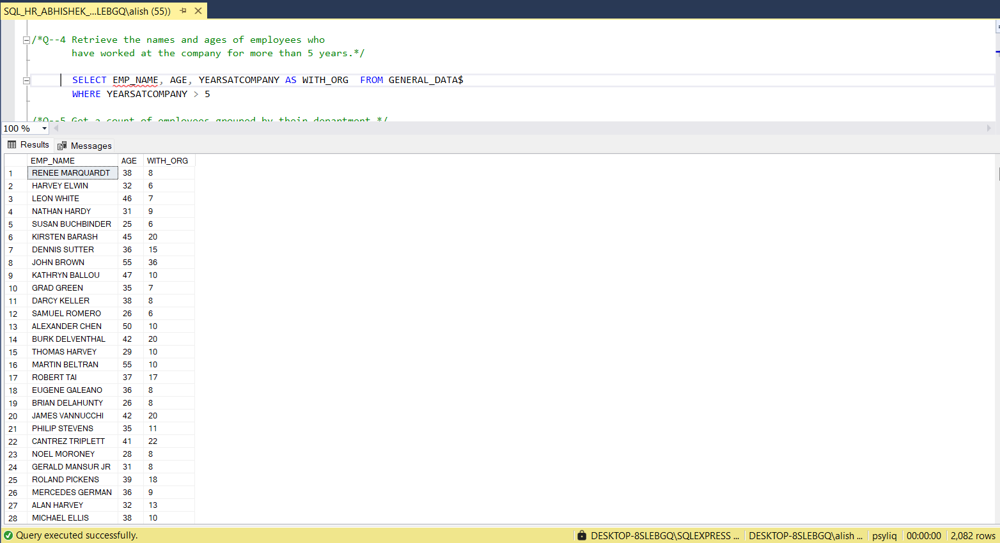 SQL_HR_ABHISHEK_...LEBGQ\alish (55))
/*Q--4 Retrieve the names and ages of employees who
have worked at the company for more than 5 years.*/
SELECT EMP_NAME, AGE, YEARSATCOMPANY AS WITH_ORG FROM GENERAL_DATA$
WHERE YEARSATCOMPANY > 5
/*Q--5 Get a count of employees grouped by their department.*/
100 %
Results Messages
EMP_NAME AGE WITH_ORG
1 RENEE MARQUARDT 38 8
2 HARVEY ELWIN 32 6
3 LEON WHITE 46 7
4 NATHAN HARDY 31 9
5 SUSAN BUCHBINDER 25 6
6 KIRSTEN BARASH 45 20
7 DENNIS SUTTER 36 15
8 JOHN BROWN 55 36
9 KATHRYN BALLOU 47 10
10 GRAD GREEN 35 7
11 DARCY KELLER 38 8
12 SAMUEL ROMERO 26 6
13 ALEXANDER CHEN 50 10
14 BURK DELVENTHAL 42 20
15 THOMAS HARVEY 29 10
16 MARTIN BELTRAN 55 10
17 ROBERT TAI 37 17
18 EUGENE GALEANO 36 8
19 BRIAN DELAHUNTY 26 8
20 JAMES VANNUCCHI 42 20
21 PHILIP STEVENS 35 11
22 CANTREZ TRIPLETT 41 22
23 NOEL MORONEY 28 8
24 GERALD MANSUR JR 31 8
25 ROLAND PICKENS 39 18
26 MERCEDES GERMAN 36 9
27 ALAN HARVEY 32 13
28 MICHAEL ELLIS 38 10
Query executed successfully. DESKTOP-8SLEBGQ\SQLEXPRESS ... DESKTOP-8SLEBGQ\alish ... psyliq 00:00:00 2,082 rows